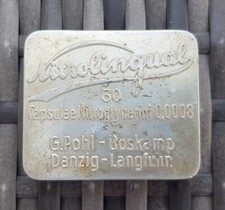 Nitrolingual
50
Capsulae Nitroglycerini 0,0008
G. Pohl - Boskamp
Danzig - Langfuhr